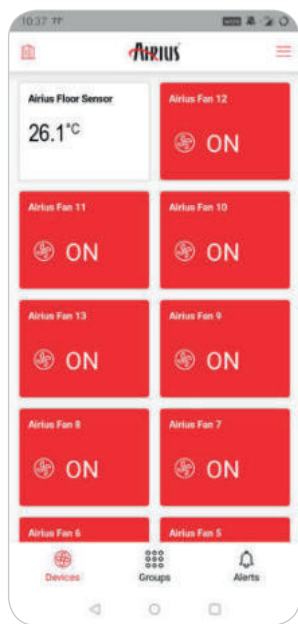 10:37 77°
AIRIUS
Airius Floor Sensor
26.1°C
Airius Fan 12
ON
Airius Fan 11
ON
Airius Fan 10
ON
Airius Fan 13
ON
Airius Fan 9
ON
Airius Fan 8
ON
Airius Fan 7
ON
Airius Fan 6
Airius Fan 5
Devices
Groups
Alerts